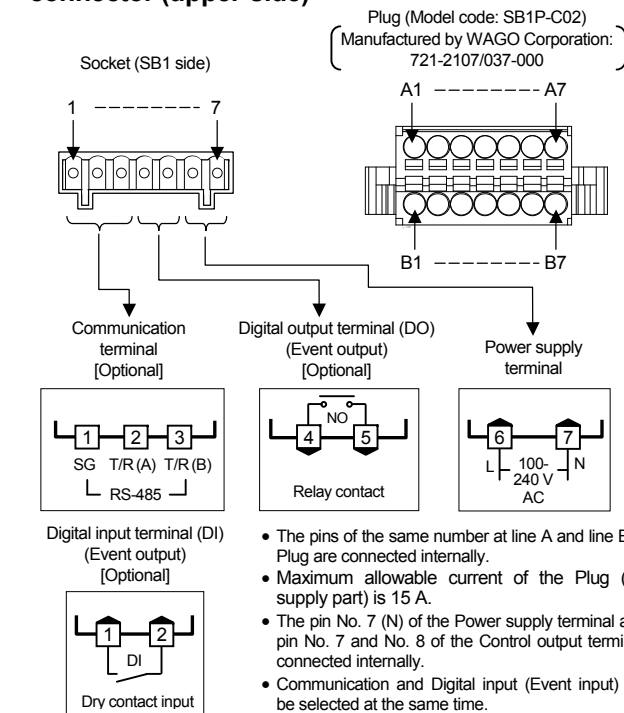 connector (upper side)
Plug (Model code: SB1P-C02)
Manufactured by WAGO Corporation:
721-2107/037-000
Socket (SB1 side)
1 7
A1 A7
B1 B7
Communication
terminal
[Optional]
Digital output terminal (DO)
(Event output)
[Optional]
Power supply
terminal
1 2 3
SG T/R (A) T/R (B)
RS-485
NO
4 5
Relay contact
6 7
L 100-
240 V
AC
N
Digital input terminal (DI)
(Event output)
[Optional]
1 2
DI
Dry contact input
• The pins of the same number at line A and line B
Plug are connected internally.
• Maximum allowable current of the Plug (
supply part) is 15 A.
• The pin No. 7 (N) of the Power supply terminal
pin No. 7 and No. 8 of the Control output
connected internally.
• Communication and Digital input (Event input)
be selected at the same time.